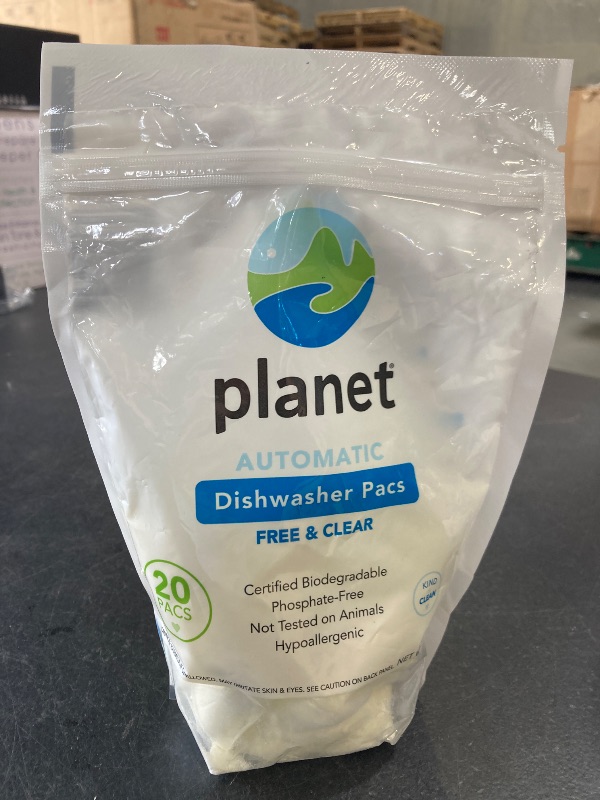 planet
AUTOMATIC
Dishwasher Pacs
FREE & CLEAR
20
PACS
Certified Biodegradable
Phosphate-Free
Not Tested on Animals
Hypoallergenic
KIND
CLEAN
MAY IRRITATE SKIN & EYES. SEE CAUTION ON BACK PANEL. NET